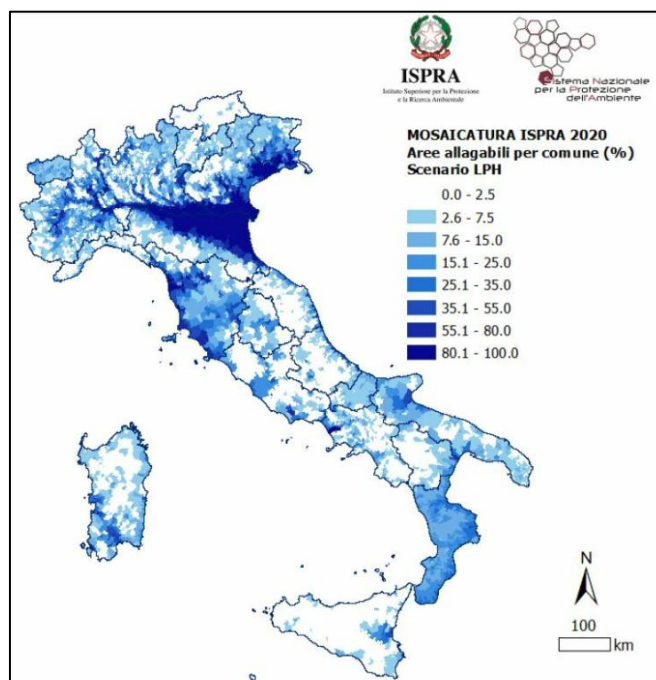 ISPRA
Istituto Superiore per la Protezione
e la Ricerca Ambientale
Sistema Nazionale
per la Protezione
dell'Ambiente
MOSAICATURA ISPRA 2020
Aree allagabili per comune (%)
Scenario LPH
0.0 - 2.5
2.6 - 7.5
7.6 - 15.0
15.1 - 25.0
25.1 - 35.0
35.1 - 55.0
55.1 - 80.0
80.1 - 100.0
N
100
km